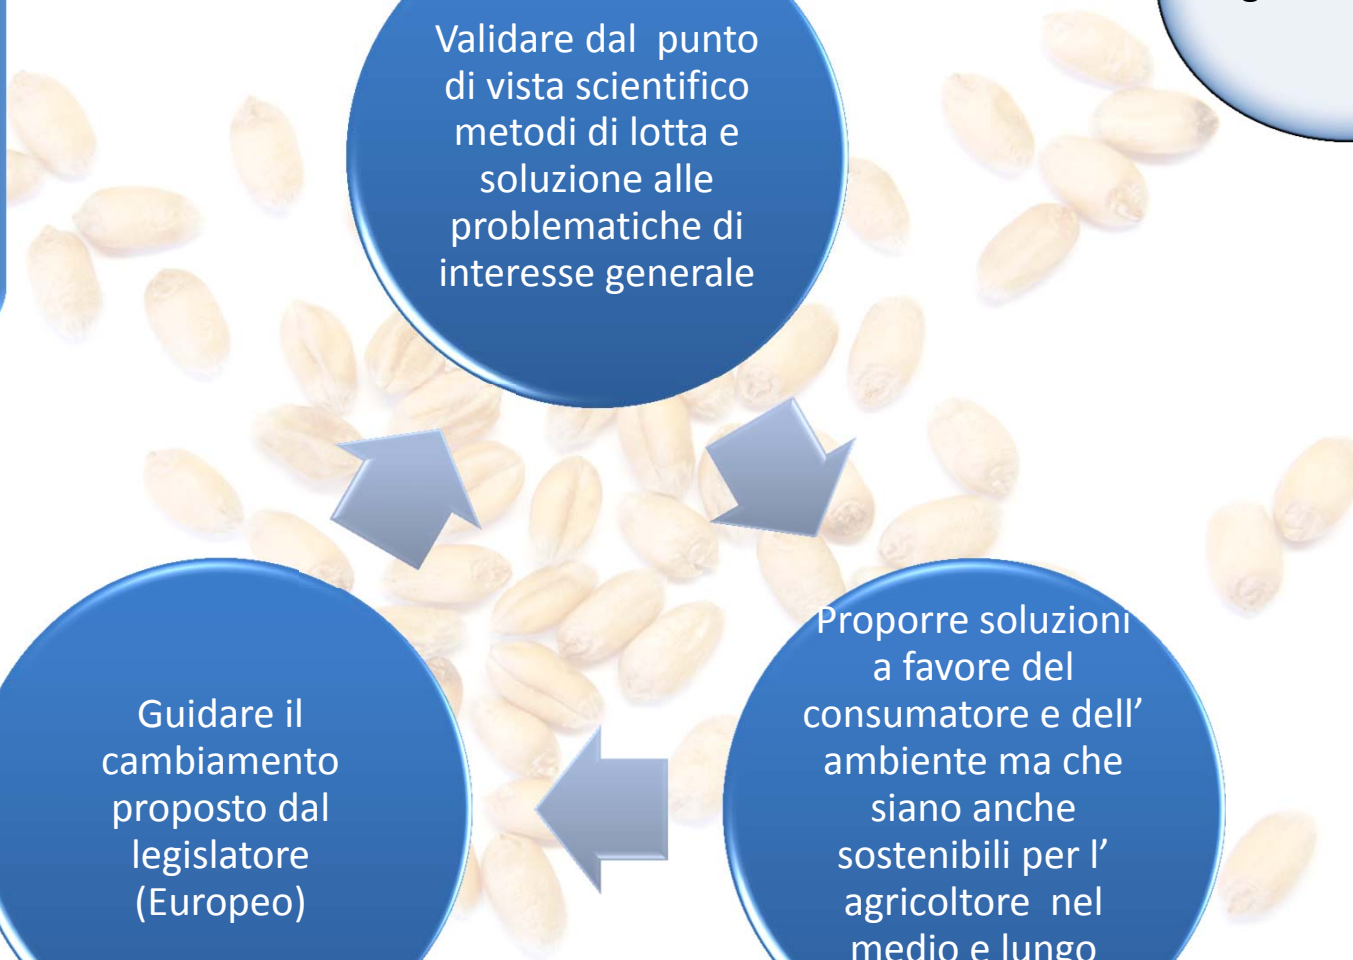 Validare dal punto
di vista scientifico
metodi di lotta e
soluzione alle
problematiche di
interesse generale
Proporre soluzioni
a favore del
consumatore e dell’
ambiente ma che
siano anche
sostenibili per l’
agricoltore nel
medio e lungo
Guidare il
cambiamento
proposto dal
legislatore
(Europeo)